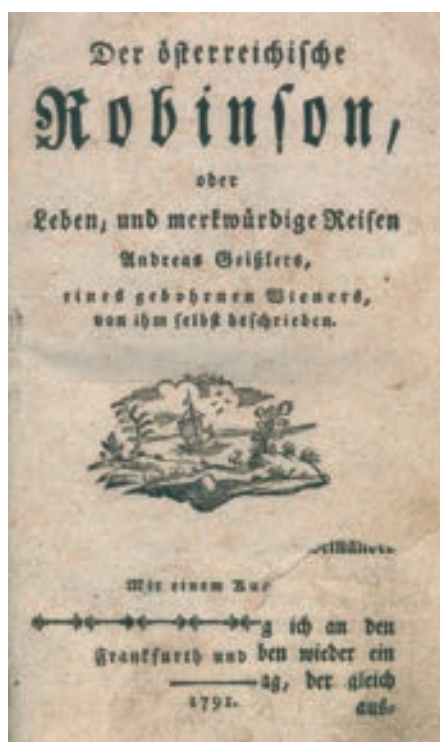 Der österreichische
Robinson,
oder
Leben, und merkwürdige Reisen
Andreas Geißlers,
eines gebohrnen Wieners,
von ihm selbst beschrieben.
Mit einem
g ich an den
Frankfurth und ben wieder ein
ag, der gleich
1791.
aus-